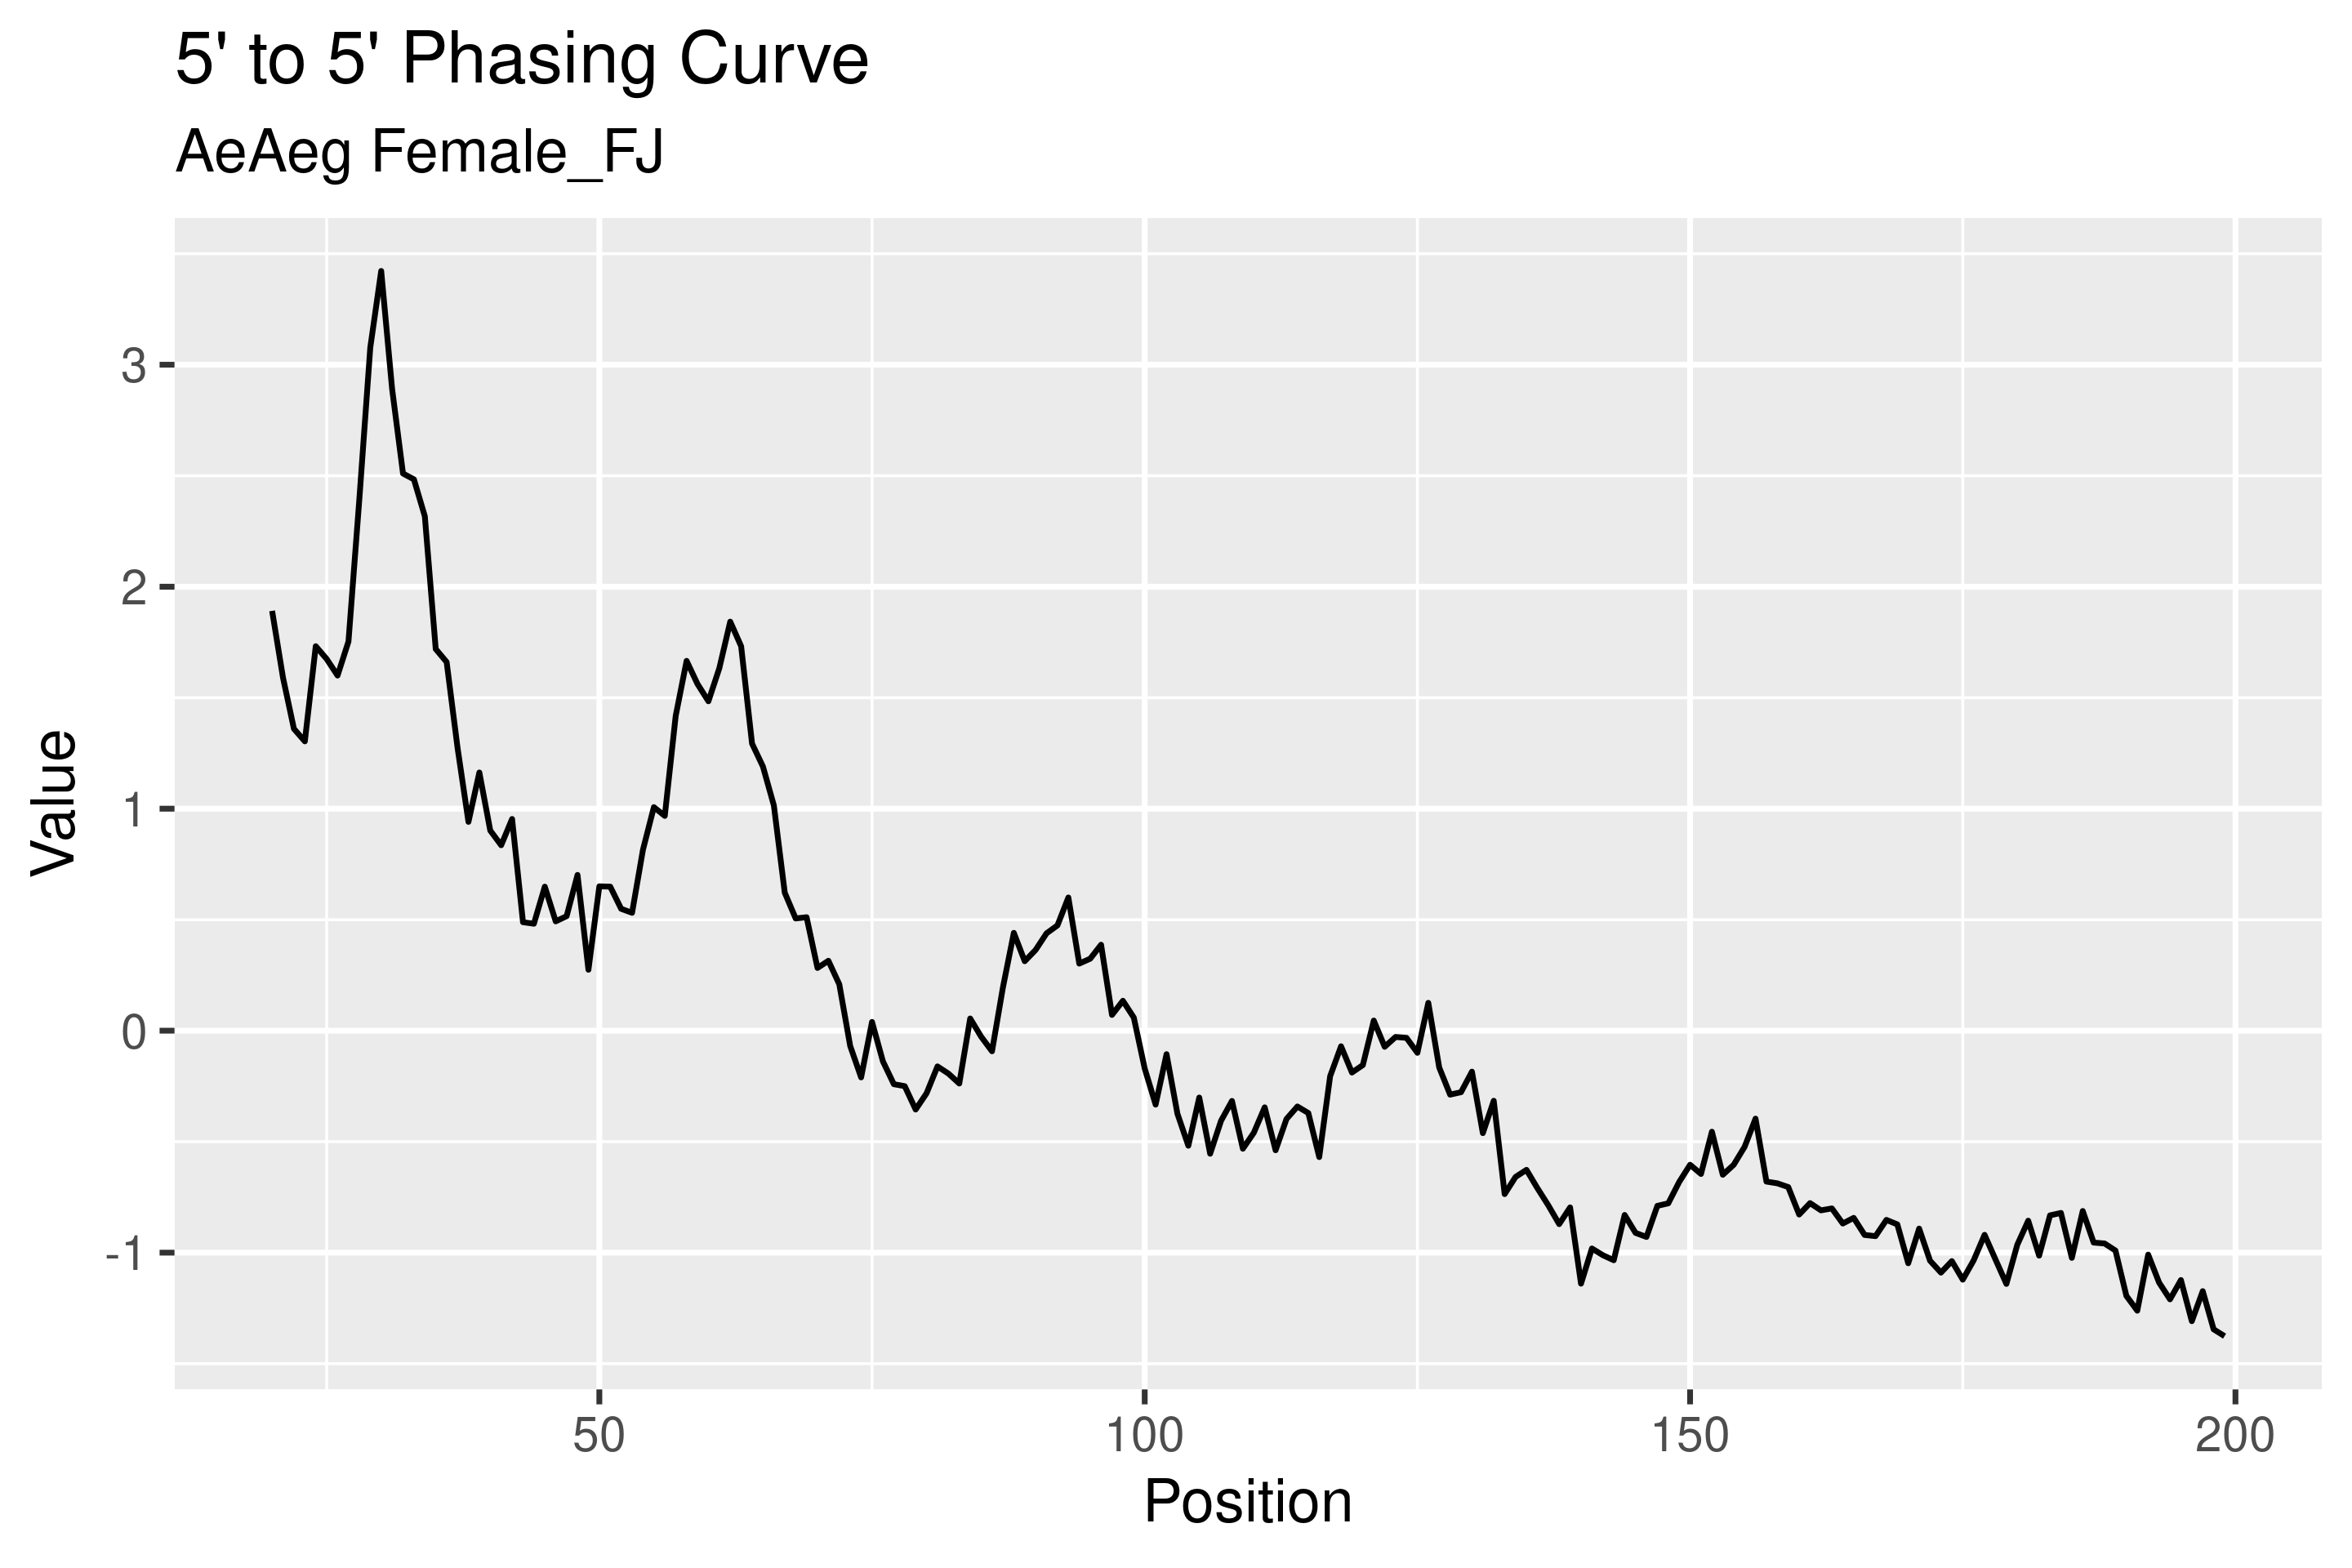 5' to 5' Phasing Curve
AeAeg Female_FJ
Value
3
2
1
0
-1
50 100 150 200
Position